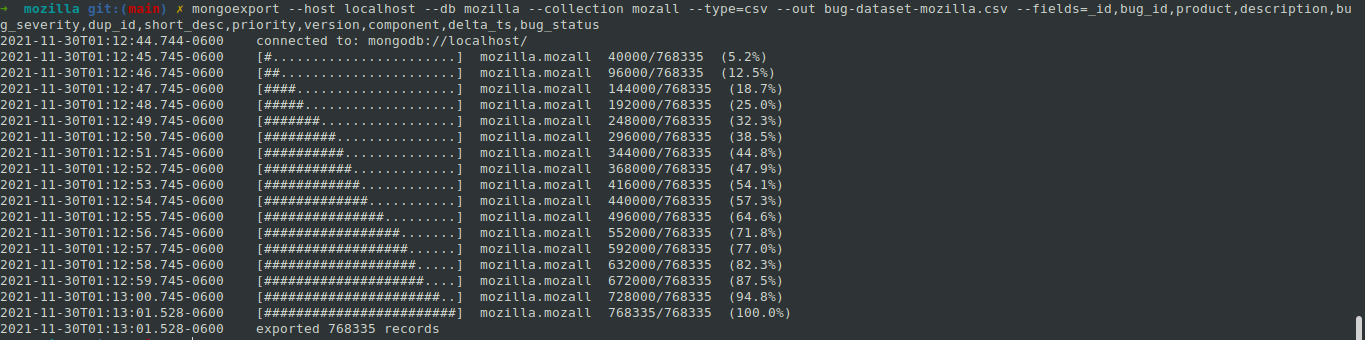 → mozilla git:(main) ✗ mongoexport --host localhost --db mozilla --collection mozall --type=csv --out bug-dataset-mozilla.csv --fields=_id,bug_id,product,description,bu
g_severity,dup_id,short_desc,priority,version,component,delta_ts,bug_status
2021-11-30T01:12:44.744-0600    connected to: mongodb://localhost/
2021-11-30T01:12:45.745-0600    [#.......................]  mozilla.mozall  40000/768335  (5.2%)
2021-11-30T01:12:46.745-0600    [##......................]  mozilla.mozall  96000/768335  (12.5%)
2021-11-30T01:12:47.745-0600    [####....................]  mozilla.mozall  144000/768335  (18.7%)
2021-11-30T01:12:48.745-0600    [#####...................]  mozilla.mozall  192000/768335  (25.0%)
2021-11-30T01:12:49.745-0600    [#######.................]  mozilla.mozall  248000/768335  (32.3%)
2021-11-30T01:12:50.745-0600    [#########...............]  mozilla.mozall  296000/768335  (38.5%)
2021-11-30T01:12:51.745-0600    [##########..............]  mozilla.mozall  344000/768335  (44.8%)
2021-11-30T01:12:52.745-0600    [###########.............]  mozilla.mozall  368000/768335  (47.9%)
2021-11-30T01:12:53.745-0600    [############............]  mozilla.mozall  416000/768335  (54.1%)
2021-11-30T01:12:54.745-0600    [#############...........]  mozilla.mozall  440000/768335  (57.3%)
2021-11-30T01:12:55.745-0600    [###############.........]  mozilla.mozall  496000/768335  (64.6%)
2021-11-30T01:12:56.745-0600    [#################.......]  mozilla.mozall  552000/768335  (71.8%)
2021-11-30T01:12:57.745-0600    [##################......]  mozilla.mozall  592000/768335  (77.0%)
2021-11-30T01:12:58.745-0600    [###################.....]  mozilla.mozall  632000/768335  (82.3%)
2021-11-30T01:12:59.745-0600    [####################....]  mozilla.mozall  672000/768335  (87.5%)
2021-11-30T01:13:00.745-0600    [######################..]  mozilla.mozall  728000/768335  (94.8%)
2021-11-30T01:13:01.528-0600    [########################]  mozilla.mozall  768335/768335  (100.0%)
2021-11-30T01:13:01.528-0600    exported 768335 records